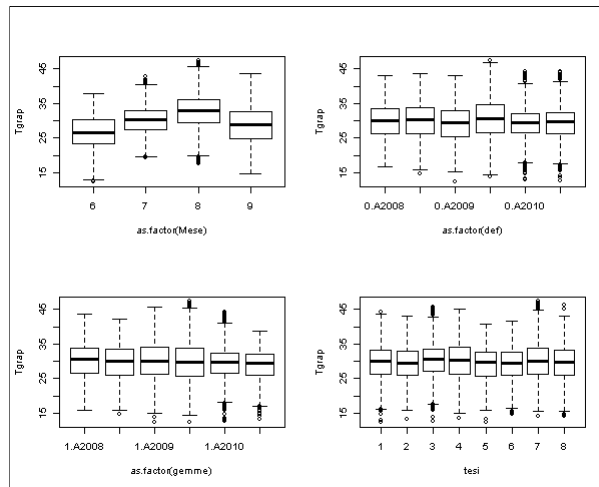 Tgrap
45
35
25
15
6 7 8 9
as.factor(Mese)
Tgrap
45
35
25
15
0.A2008 0.A2009 0.A2010
as.factor(def)
Tgrap
45
35
25
15
1.A2008 1.A2009 1.A2010
as.factor(gemme)
Tgrap
45
35
25
15
1 2 3 4 5 6 7 8
tesi